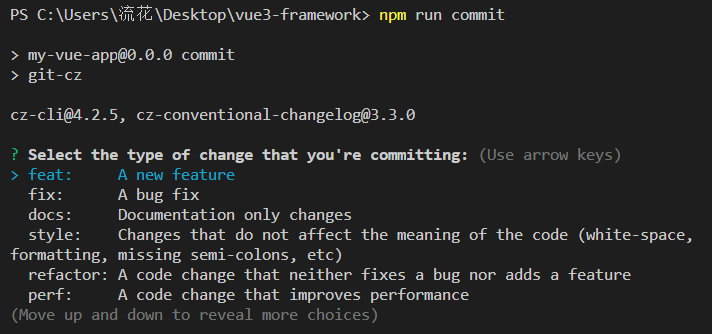 PS C:\Users\流花\Desktop\vue3-framework> npm run commit
> my-vue-app@0.0.0 commit
> git-cz
cz-cli@4.2.5, cz-conventional-changelog@3.3.0
? Select the type of change that you're committing: (Use arrow keys)
> feat:     A new feature
fix:      A bug fix
docs:     Documentation only changes
style:    Changes that do not affect the meaning of the code (white-space,
formatting, missing semi-colons, etc)
refactor: A code change that neither fixes a bug nor adds a feature
perf:     A code change that improves performance
(Move up and down to reveal more choices)